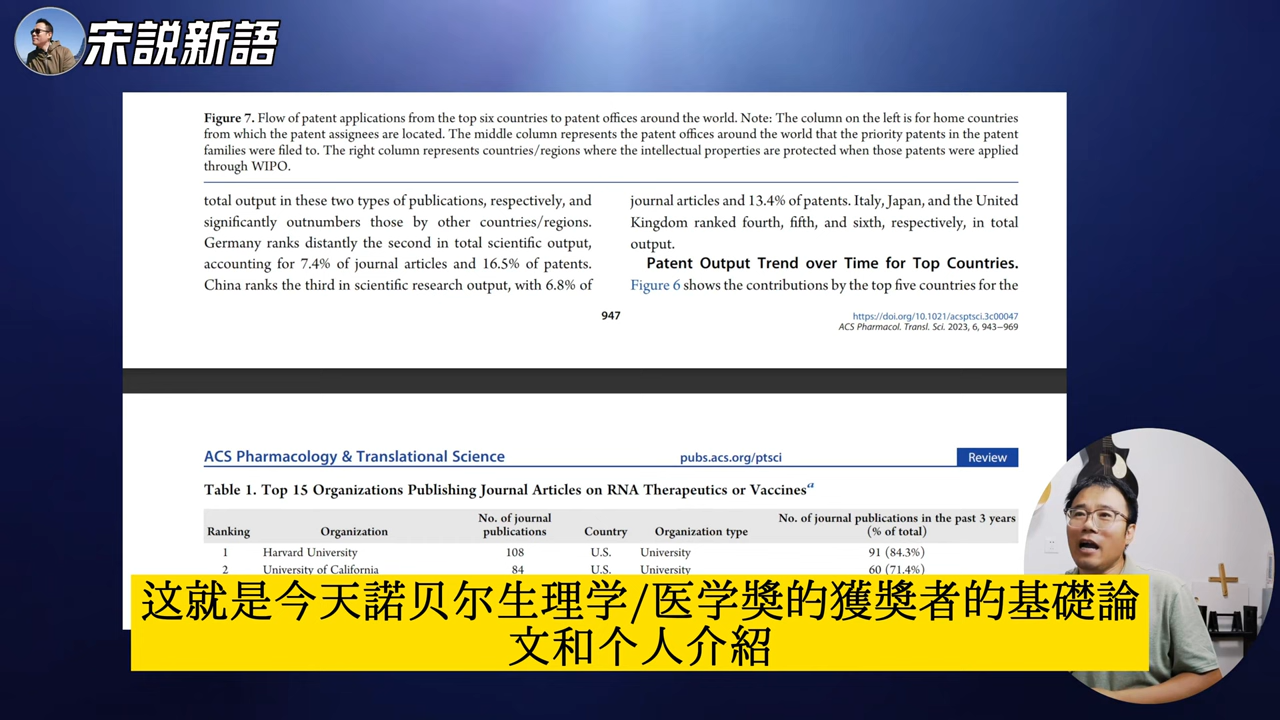 宋説新語
Figure 7. Flow of patent applications from the top six countries to patent offices around the world. Note: The column on the left is for home countries
from which the patent assignees are located. The middle column represents the patent offices around the world that the priority patents in the patent
families were filed to. The right column represents countries/regions where the intellectual properties are protected when those patents were applied
through WIPO.
total output in these two types of publications, respectively, and
significantly outnumbers those by other countries/regions.
Germany ranks distantly the second in total scientific output,
accounting for 7.4% of journal articles and 16.5% of patents.
China ranks the third in scientific research output, with 6.8% of
journal articles and 13.4% of patents. Italy, Japan, and the United
Kingdom ranked fourth, fifth, and sixth, respectively, in total
output.
Patent Output Trend over Time for Top Countries.
Figure 6 shows the contributions by the top five countries for the
947
https://doi.org/10.1021/acsptsci.3c00047
ACS Pharmacol. Transl. Sci. 2023, 6, 943−969
ACS Pharmacology & Translational Science
pubs.acs.org/ptsci
Review
Table 1. Top 15 Organizations Publishing Journal Articles on RNA Therapeutics or Vaccines^a
Ranking Organization No. of journal publications Country Organization type No. of journal publications in the past 3 years (% of total)
1 Harvard University 108 U.S. University 91 (84.3%)
2 University of California 84 U.S. University 60 (71.4%)
这就是今天諾贝尔生理学/医学獎的獲獎者的基礎論
文和个人介紹